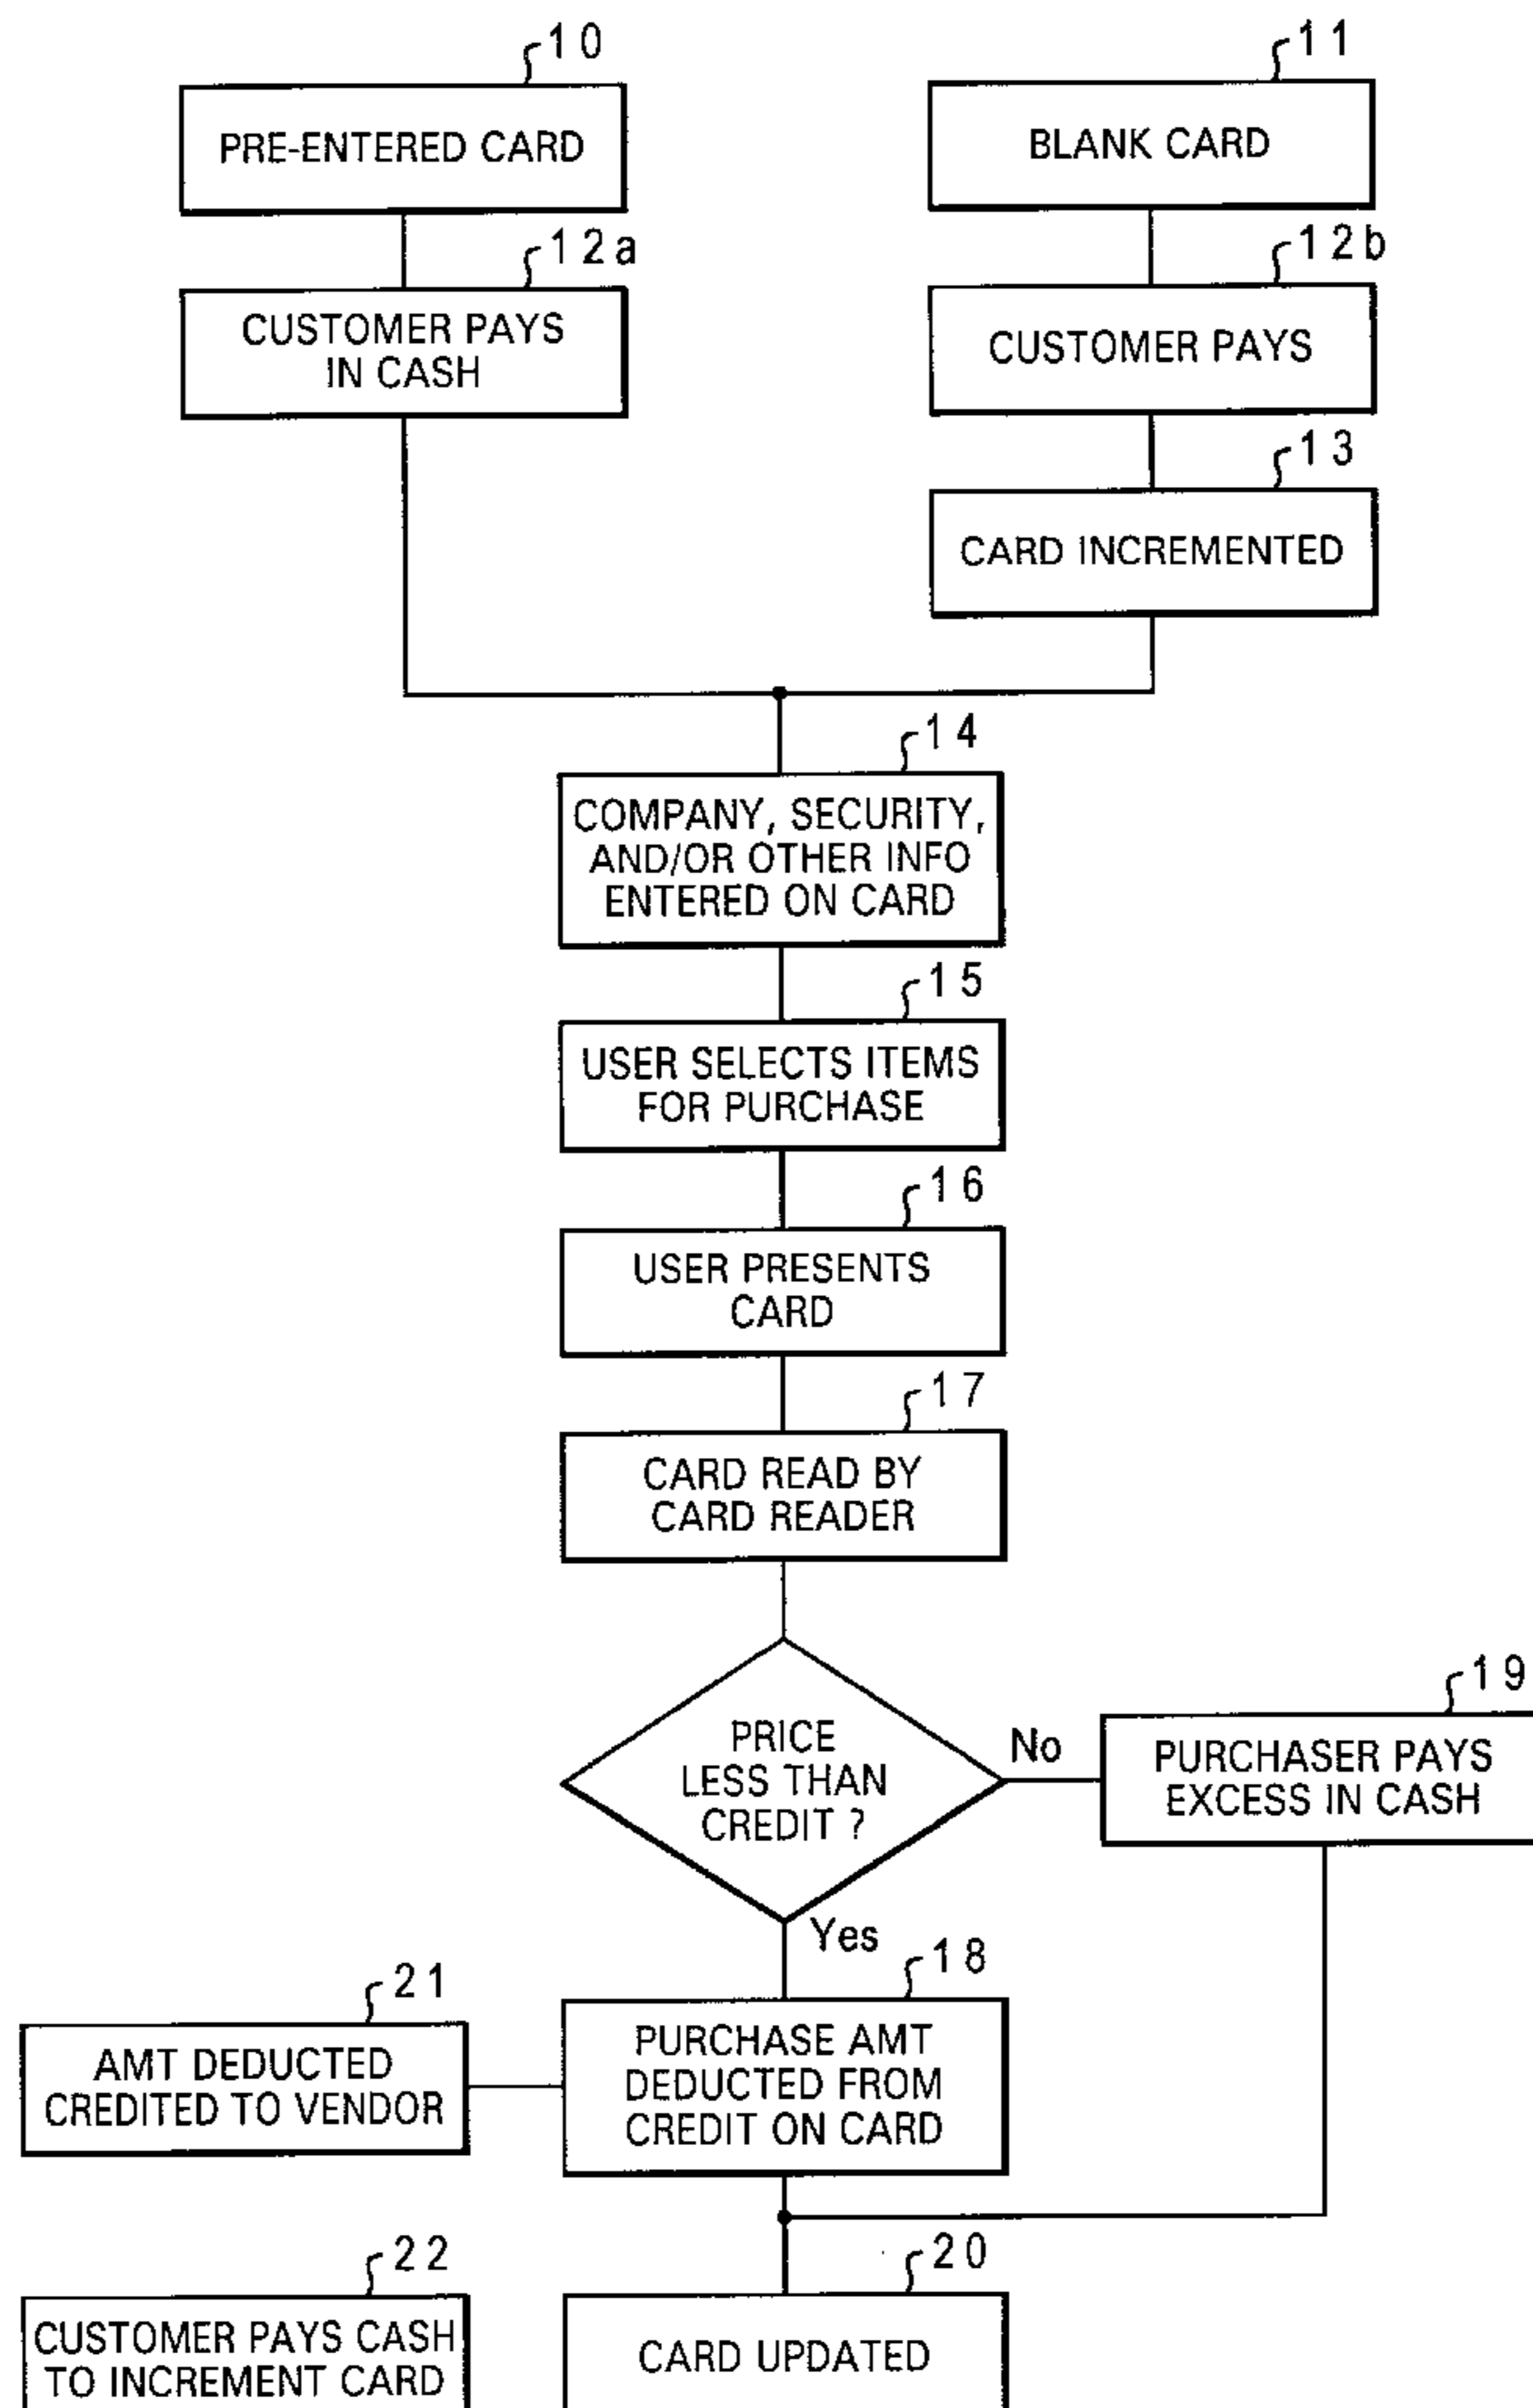 10
PRE-ENTERED CARD
11
BLANK CARD
12a
CUSTOMER PAYS
IN CASH
12b
CUSTOMER PAYS
13
CARD INCREMENTED
14
COMPANY, SECURITY,
AND/OR OTHER INFO
ENTERED ON CARD
15
USER SELECTS ITEMS
FOR PURCHASE
16
USER PRESENTS
CARD
17
CARD READ BY
CARD READER
PRICE
LESS THAN
CREDIT ?
No
19
PURCHASER PAYS
EXCESS IN CASH
Yes
18
PURCHASE AMT
DEDUCTED FROM
CREDIT ON CARD
21
AMT DEDUCTED
CREDITED TO VENDOR
22
CUSTOMER PAYS CASH
TO INCREMENT CARD
20
CARD UPDATED